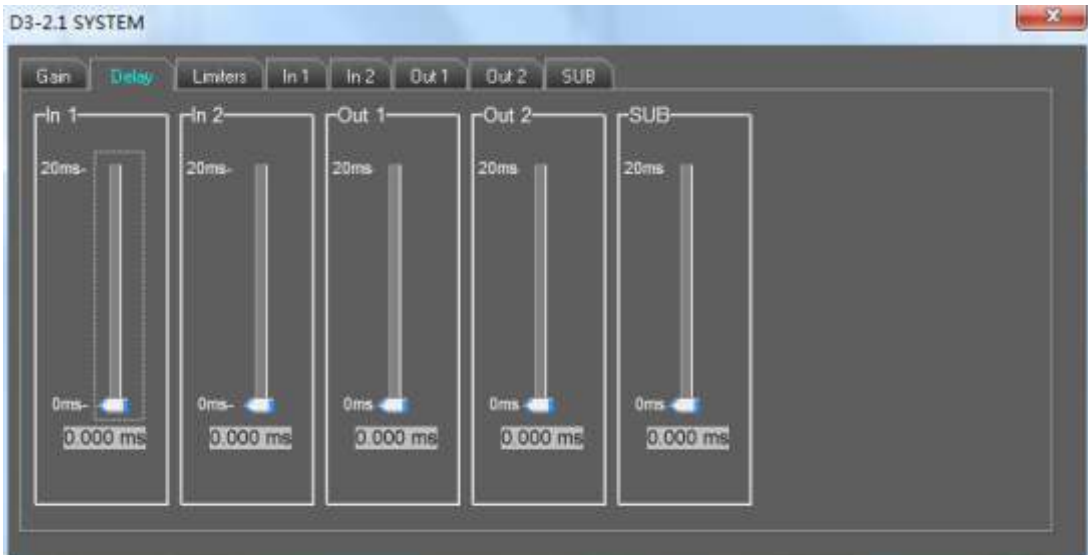 D3-2.1 SYSTEM
Gain Delay Limiters In 1 In 2 Out 1 Out 2 SUB
In 1 In 2 Out 1 Out 2 SUB
20ms- 20ms- 20ms 20ms 20ms
0ms- 0ms- 0ms 0ms 0ms
0.000 ms 0.000 ms 0.000 ms 0.000 ms 0.000 ms